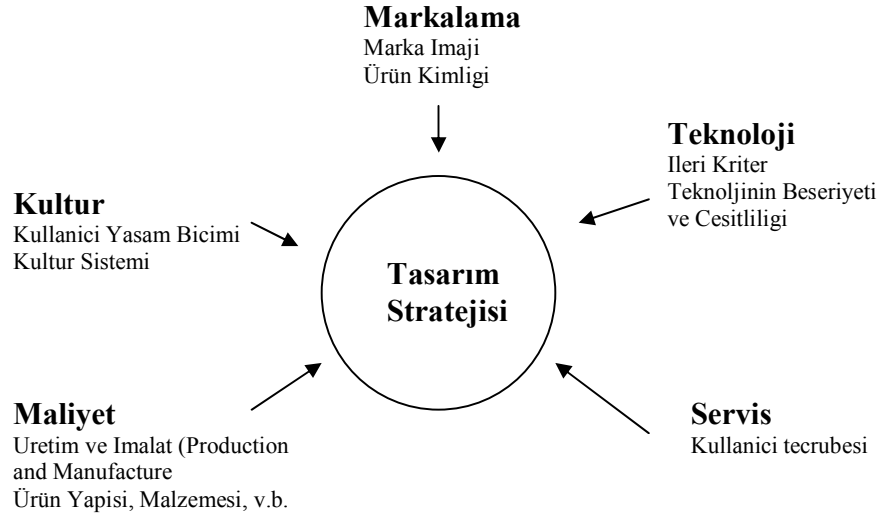 Markalama
Marka Imaji
Ürün Kimligi
Teknoloji
Ileri Kriter
Teknoljinin Beseriyeti
ve Cesitliligi
Kultur
Kullanici Yasam Bicimi
Kultur Sistemi
Tasarım
Stratejisi
Maliyet
Uretim ve Imalat (Production
and Manufacture
Ürün Yapisi, Malzemesi, v.b.
Servis
Kullanici tecrubesi